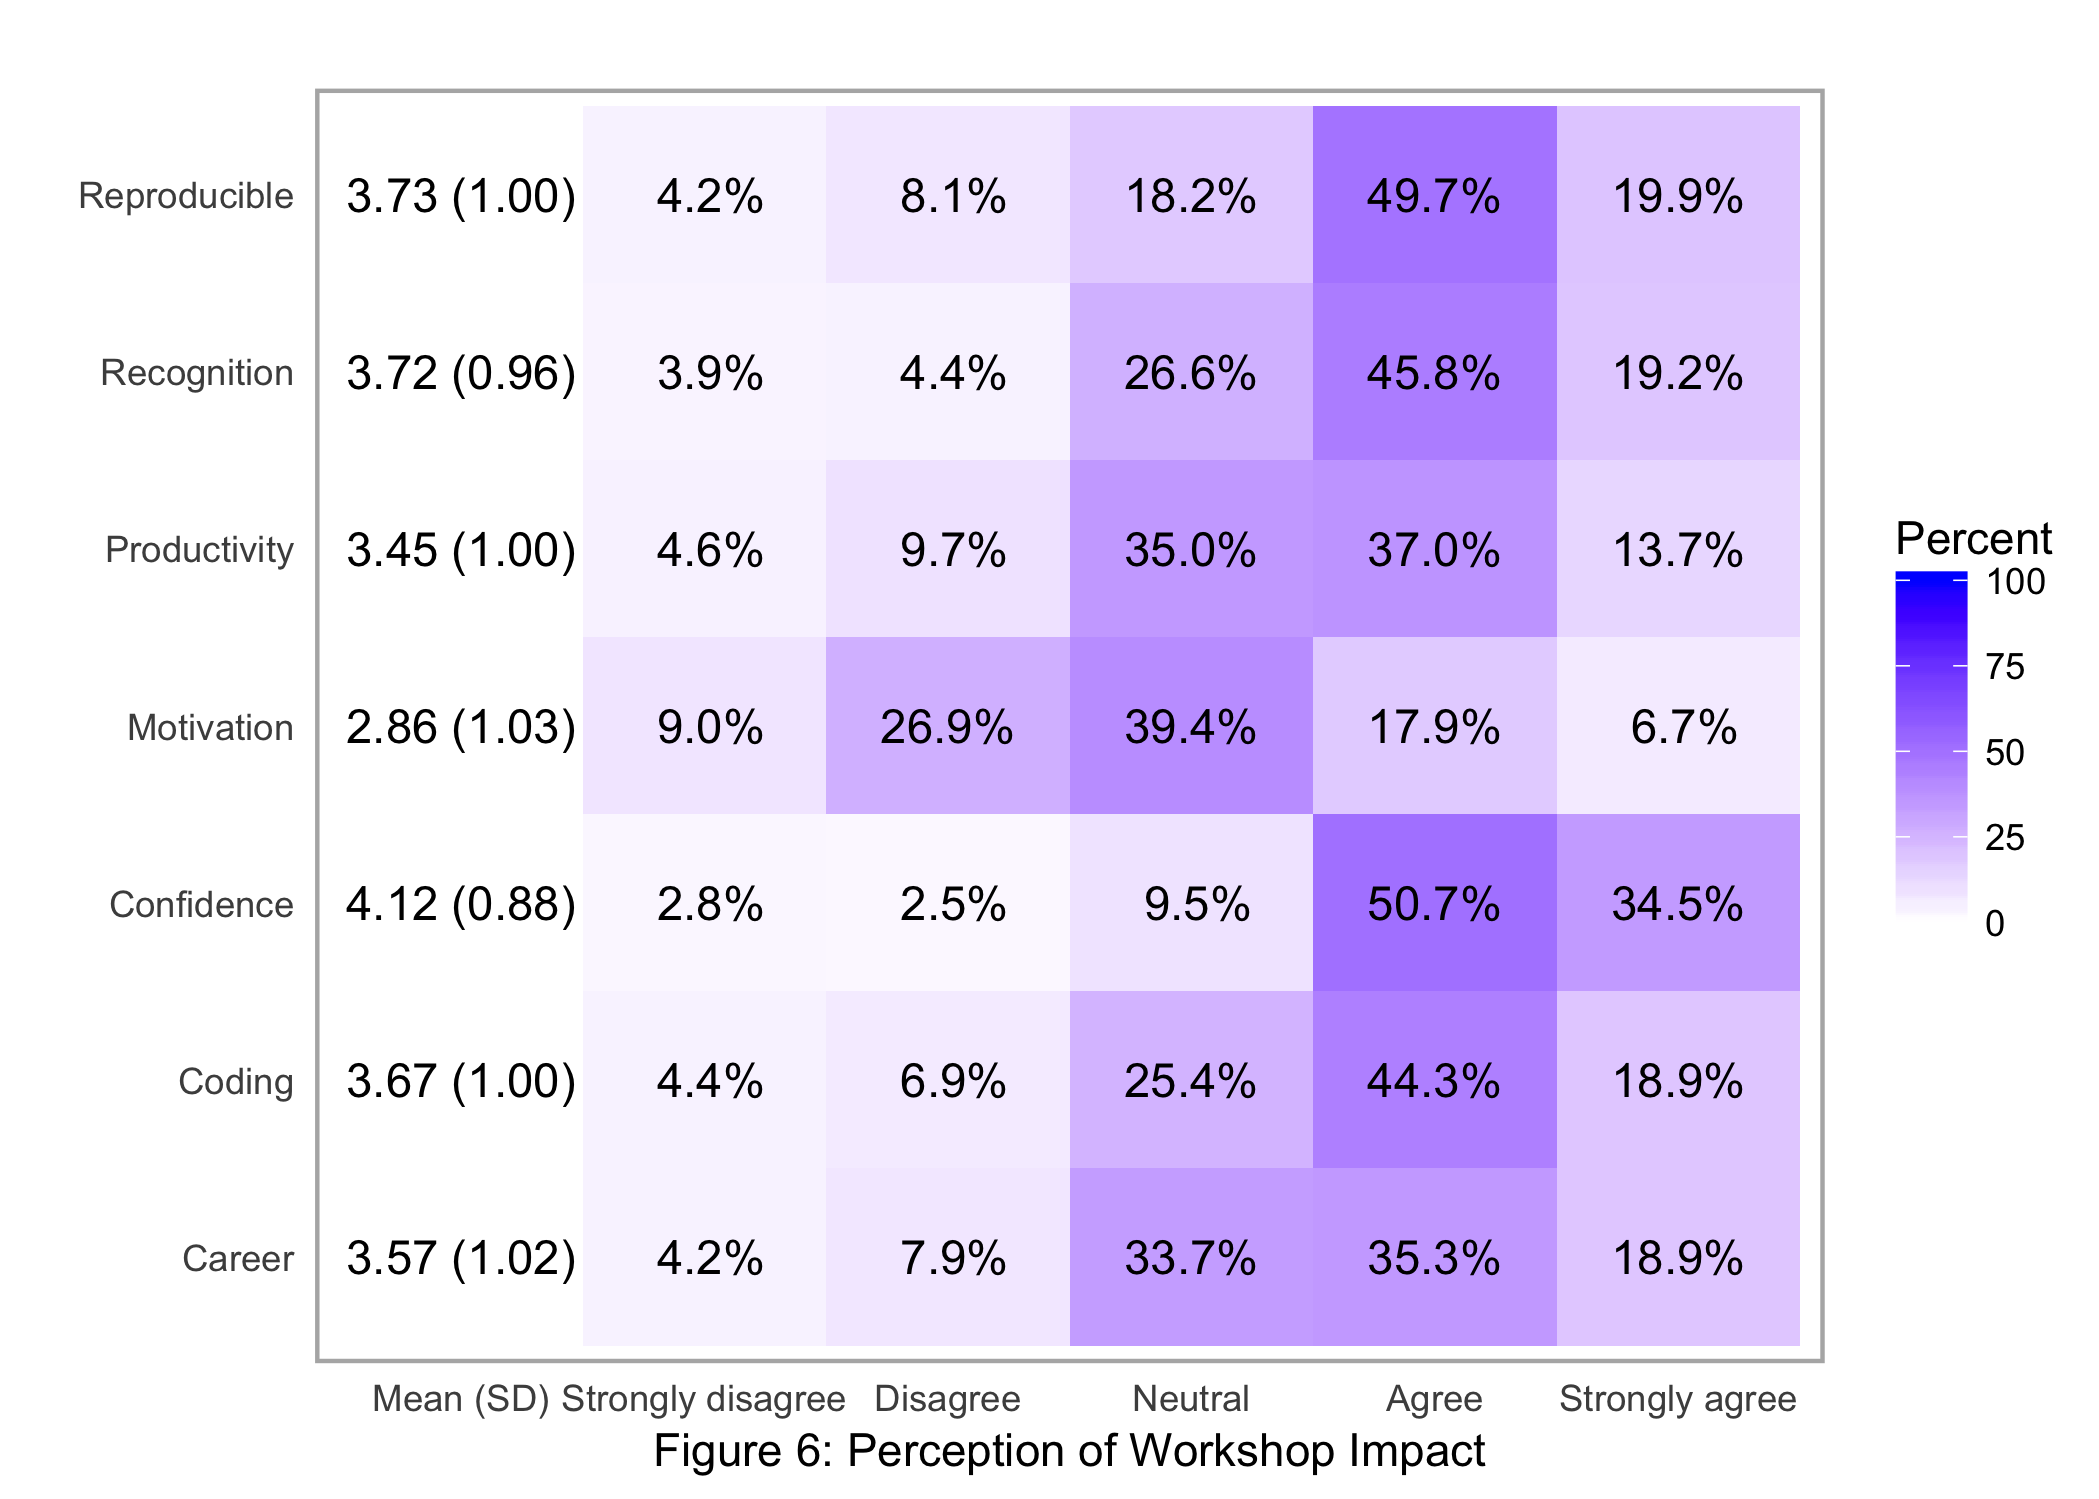 Reproducible 3.73 (1.00) 4.2% 8.1% 18.2% 49.7% 19.9%
Recognition 3.72 (0.96) 3.9% 4.4% 26.6% 45.8% 19.2%
Productivity 3.45 (1.00) 4.6% 9.7% 35.0% 37.0% 13.7%
Motivation 2.86 (1.03) 9.0% 26.9% 39.4% 17.9% 6.7%
Confidence 4.12 (0.88) 2.8% 2.5% 9.5% 50.7% 34.5%
Coding 3.67 (1.00) 4.4% 6.9% 25.4% 44.3% 18.9%
Career 3.57 (1.02) 4.2% 7.9% 33.7% 35.3% 18.9%
Mean (SD) Strongly disagree Disagree Neutral Agree Strongly agree
Figure 6: Perception of Workshop Impact
Percent
100
75
50
25
0